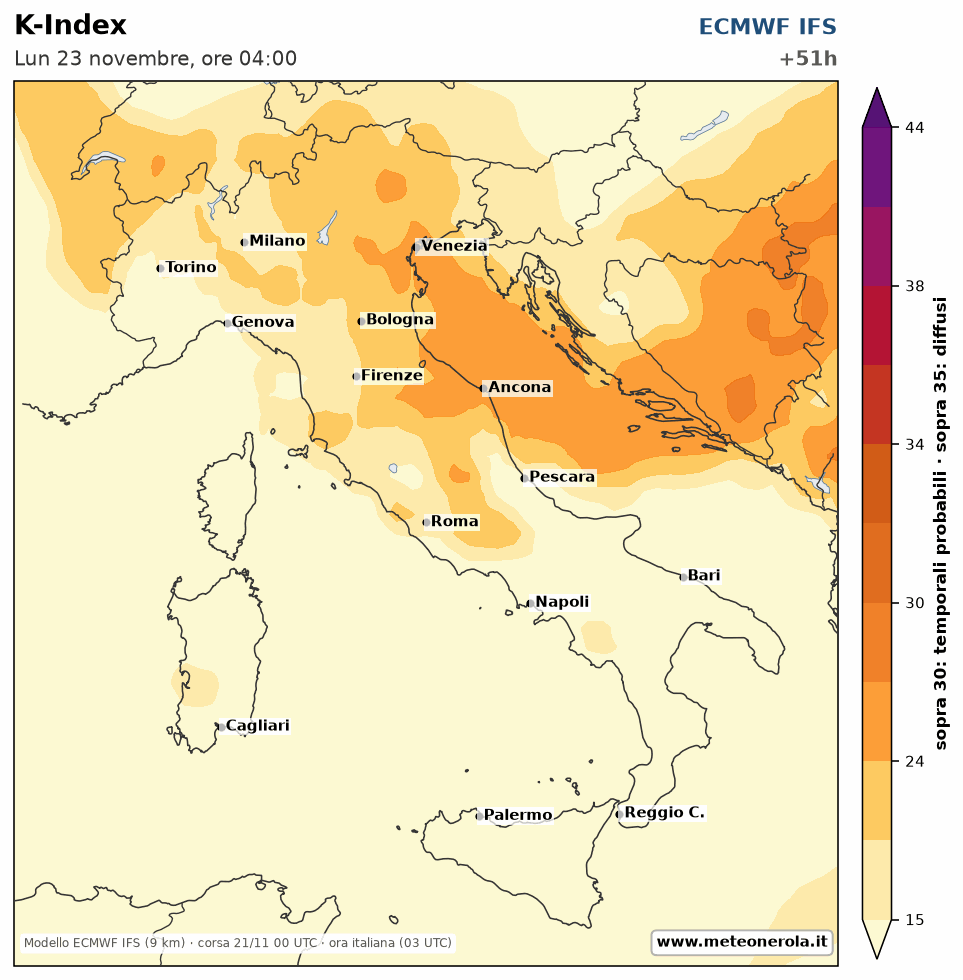 K-Index
ECMWF IFS
Lun 23 novembre, ore 04:00
+51h
44
38
34
30
24
15
sopra 30: temporali probabili · sopra 35: diffusi
Milano
Venezia
Torino
Genova
Bologna
Firenze
Ancona
Pescara
Roma
Bari
Napoli
Cagliari
Palermo
Reggio C.
Modello ECMWF IFS (9 km) · corsa 21/11 00 UTC · ora italiana (03 UTC)
www.meteonerola.it